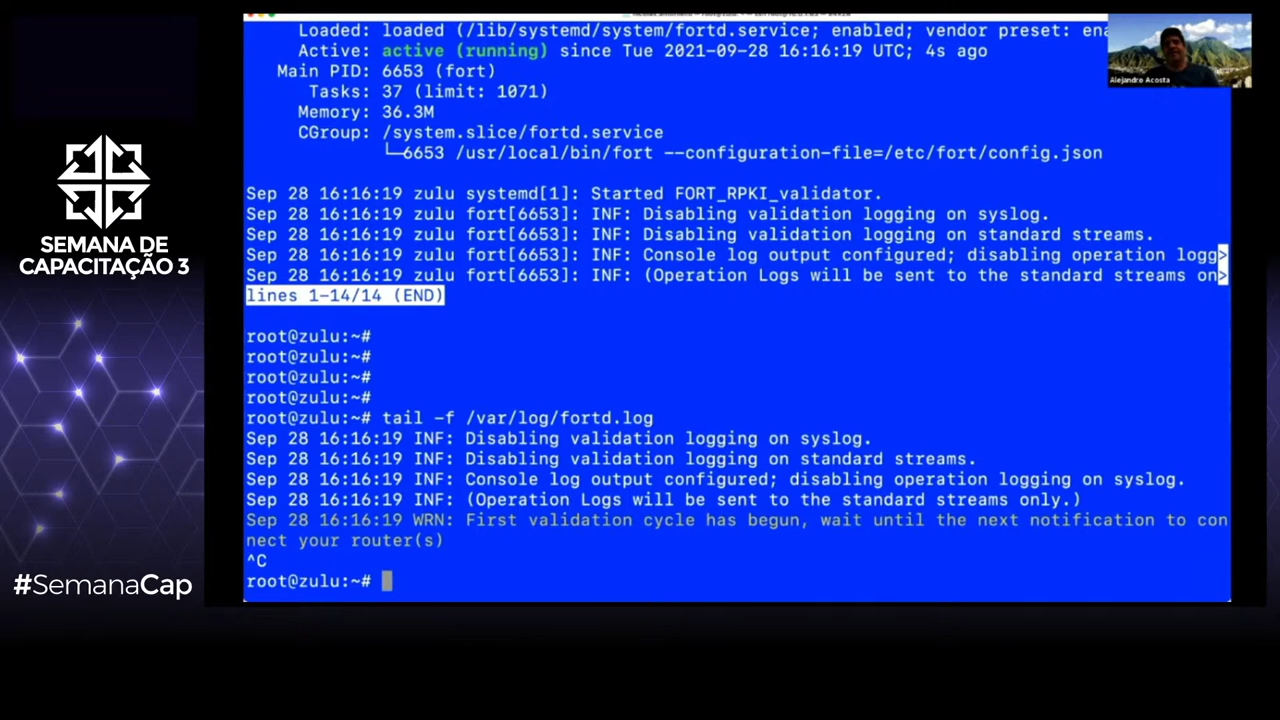 Loaded: loaded (/lib/systemd/system/fortd.service; enabled; vendor preset: ena
Active: active (running) since Tue 2021-09-28 16:16:19 UTC; 4s ago
Main PID: 6653 (fort)
Tasks: 37 (limit: 1071)
Memory: 36.3M
CGroup: /system.slice/fortd.service
└─6653 /usr/local/bin/fort --configuration-file=/etc/fort/config.json
Sep 28 16:16:19 zulu systemd[1]: Started FORT_RPKI_validator.
Sep 28 16:16:19 zulu fort[6653]: INF: Disabling validation logging on syslog.
Sep 28 16:16:19 zulu fort[6653]: INF: Disabling validation logging on standard streams.
Sep 28 16:16:19 zulu fort[6653]: INF: Console log output configured; disabling operation logg>
Sep 28 16:16:19 zulu fort[6653]: INF: (Operation Logs will be sent to the standard streams on>
lines 1-14/14 (END)
root@zulu:~#
root@zulu:~#
root@zulu:~#
root@zulu:~#
root@zulu:~# tail -f /var/log/fortd.log
Sep 28 16:16:19 INF: Disabling validation logging on syslog.
Sep 28 16:16:19 INF: Disabling validation logging on standard streams.
Sep 28 16:16:19 INF: Console log output configured; disabling operation logging on syslog.
Sep 28 16:16:19 INF: (Operation Logs will be sent to the standard streams only.)
Sep 28 16:16:19 WRN: First validation cycle has begun, wait until the next notification to con
nect your router(s)
^C
root@zulu:~#
Alejandro Acosta
SEMANA DE
CAPACITAÇÃO 3
#SemanaCap